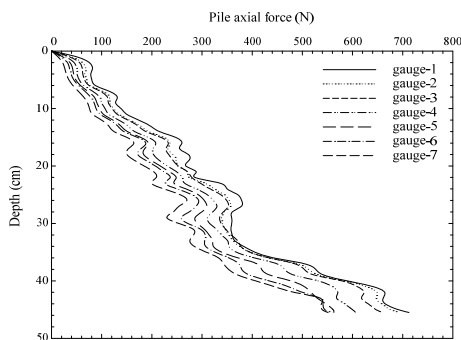 Pile axial force (N)
0 100 200 300 400 500 600 700 800
0
10
20
30
40
50
Depth (cm)
gauge-1
gauge-2
gauge-3
gauge-4
gauge-5
gauge-6
gauge-7